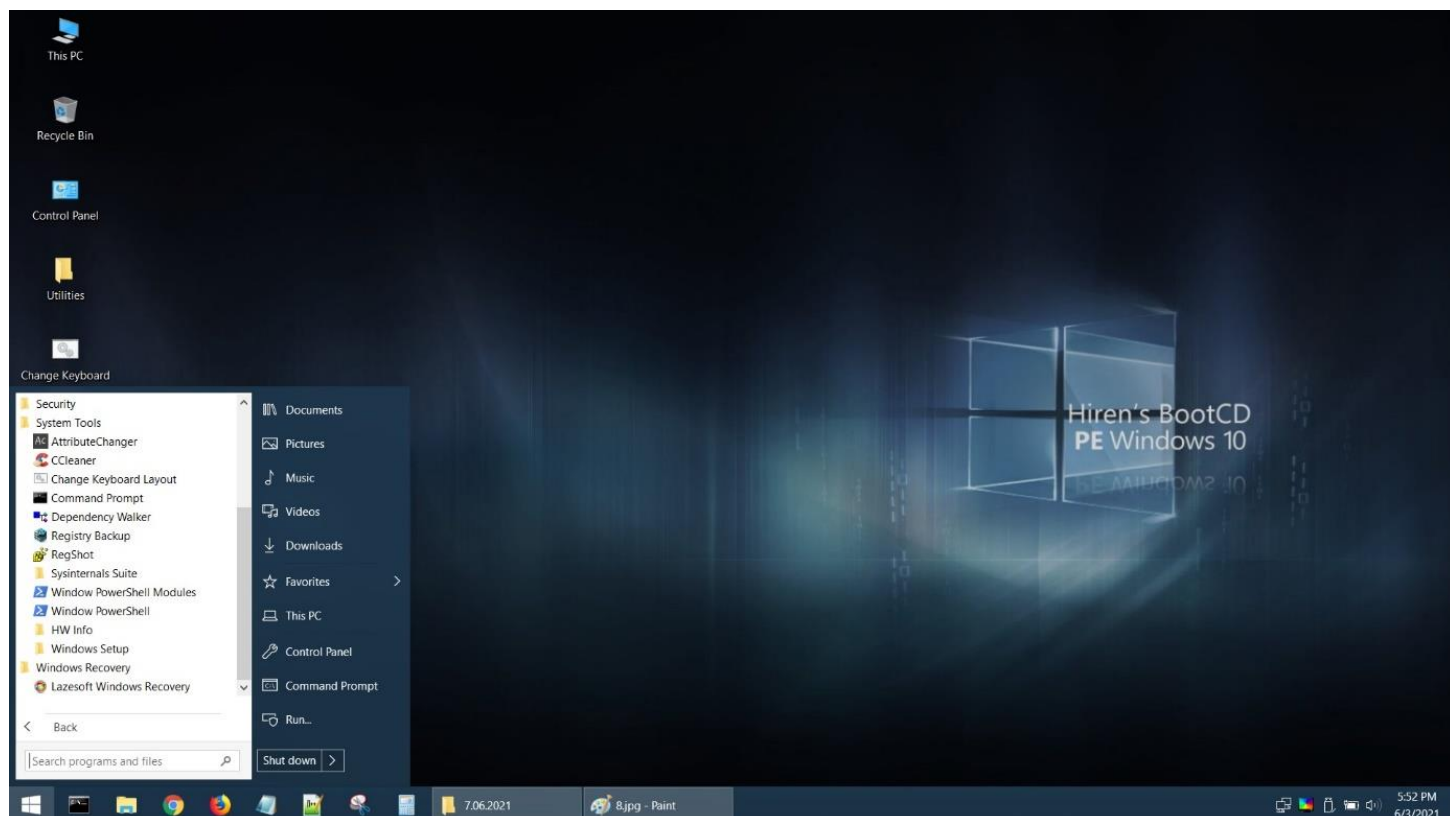 This PC
Recycle Bin
Control Panel
Utilities
Change Keyboard
Security
System Tools
AttributeChanger
CCleaner
Change Keyboard Layout
Command Prompt
Dependency Walker
Registry Backup
RegShot
Sysinternals Suite
Window PowerShell Modules
Window PowerShell
HW Info
Windows Setup
Windows Recovery
Lazesoft Windows Recovery
Back
Search programs and files
Documents
Pictures
Music
Videos
Downloads
Favorites
This PC
Control Panel
Command Prompt
Run...
Shut down
Hiren's BootCD
PE Windows 10
7.06.2021
8.jpg - Paint
5:52 PM
6/3/2021